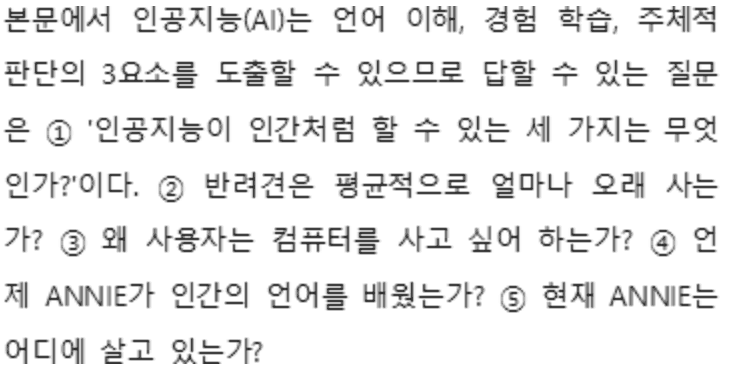 본문에서 인공지능(AI)는 언어 이해, 경험 학습, 주체적
판단의 3요소를 도출할 수 있으므로 답할 수 있는 질문
은 ① '인공지능이 인간처럼 할 수 있는 세 가지는 무엇
인가?'이다. ② 반려견은 평균적으로 얼마나 오래 사는
가? ③ 왜 사용자는 컴퓨터를 사고 싶어 하는가? ④ 언
제 ANNIE가 인간의 언어를 배웠는가? ⑤ 현재 ANNIE는
어디에 살고 있는가?